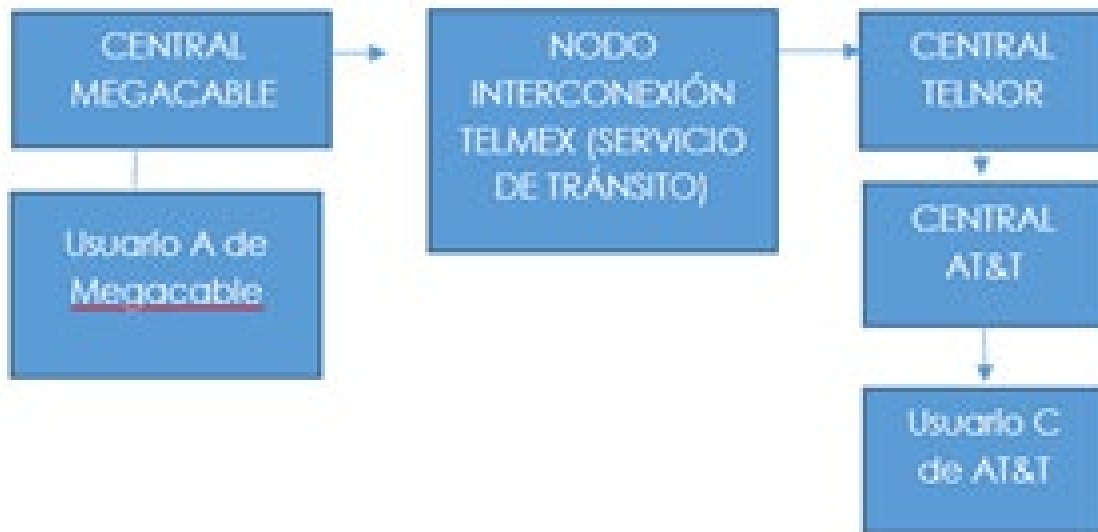 CENTRAL
MEGACABLE
Usuario A de
Megacable
NODO
INTERCONEXIÓN
TELMEX (SERVICIO
DE TRÁNSITO)
CENTRAL
TELNOR
CENTRAL
AT&T
Usuario C
de AT&T